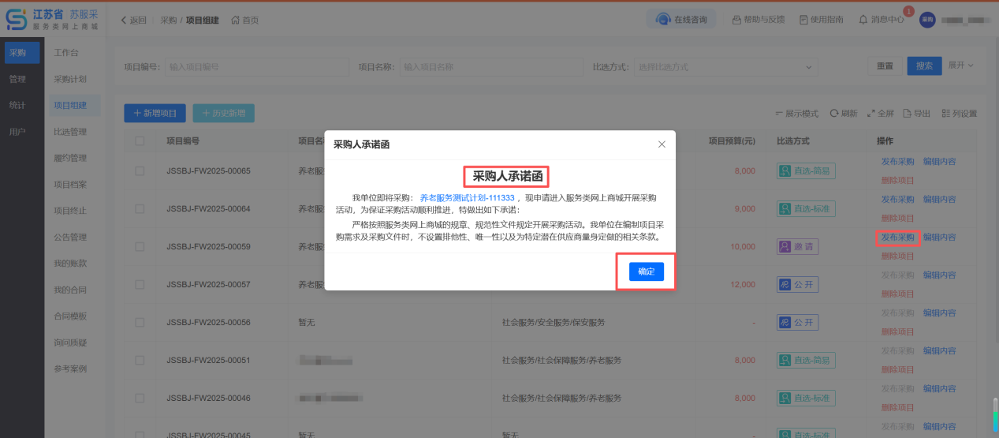 江苏省 苏服采
服务类网上商城
返回 采购 / 项目组建 首页
在线咨询 帮助与反馈 使用指南 消息中心 1 采购
采购
管理
统计
用户
工作台
采购计划
项目组建
比选管理
履约管理
项目档案
项目终止
公告管理
我的账款
我的合同
合同模板
询问质疑
参考案例
项目编号： 输入项目编号 项目名称： 输入项目名称 比选方式： 选择比选方式 重置 搜索 展开
新增项目 历史新增 展示模式 刷新 全屏 导出 列设置
项目编号 项目名 项目预算(元) 比选方式 操作
JSSBJ-FW2025-00065 养老服 8,000 直选-简易 发布采购 编辑内容
删除项目
JSSBJ-FW2025-00064 养老服 9,000 直选-标准 发布采购 编辑内容
删除项目
JSSBJ-FW2025-00059 养老服 10,000 邀 请 发布采购 编辑内容
删除项目
JSSBJ-FW2025-00057 养老服 12,000 公 开 发布采购 编辑内容
删除项目
JSSBJ-FW2025-00056 暂无 社会服务/安全服务/保安服务 - 公 开 发布采购 编辑内容
删除项目
JSSBJ-FW2025-00051 社会服务/社会保障服务/养老服务 8,000 直选-简易 发布采购 编辑内容
删除项目
JSSBJ-FW2025-00046 社会服务/社会保障服务/养老服务 8,000 直选-标准 发布采购 编辑内容
删除项目
JSSBJ-FW2025-00045 暂无 暂无 直选-标准 发布采购 编辑内容
采购人承诺函
采购人承诺函
我单位即将采购： 养老服务测试计划-111333 ，现申请进入服务类网上商城开展采购
活动，为保证采购活动顺利推进，特做出如下承诺：
严格按照服务类网上商城的规章、规范性文件规定开展采购活动。我单位在编制项目采
购需求及采购文件时，不设置排他性、唯一性以及为特定潜在供应商量身定做的相关条款。
确定